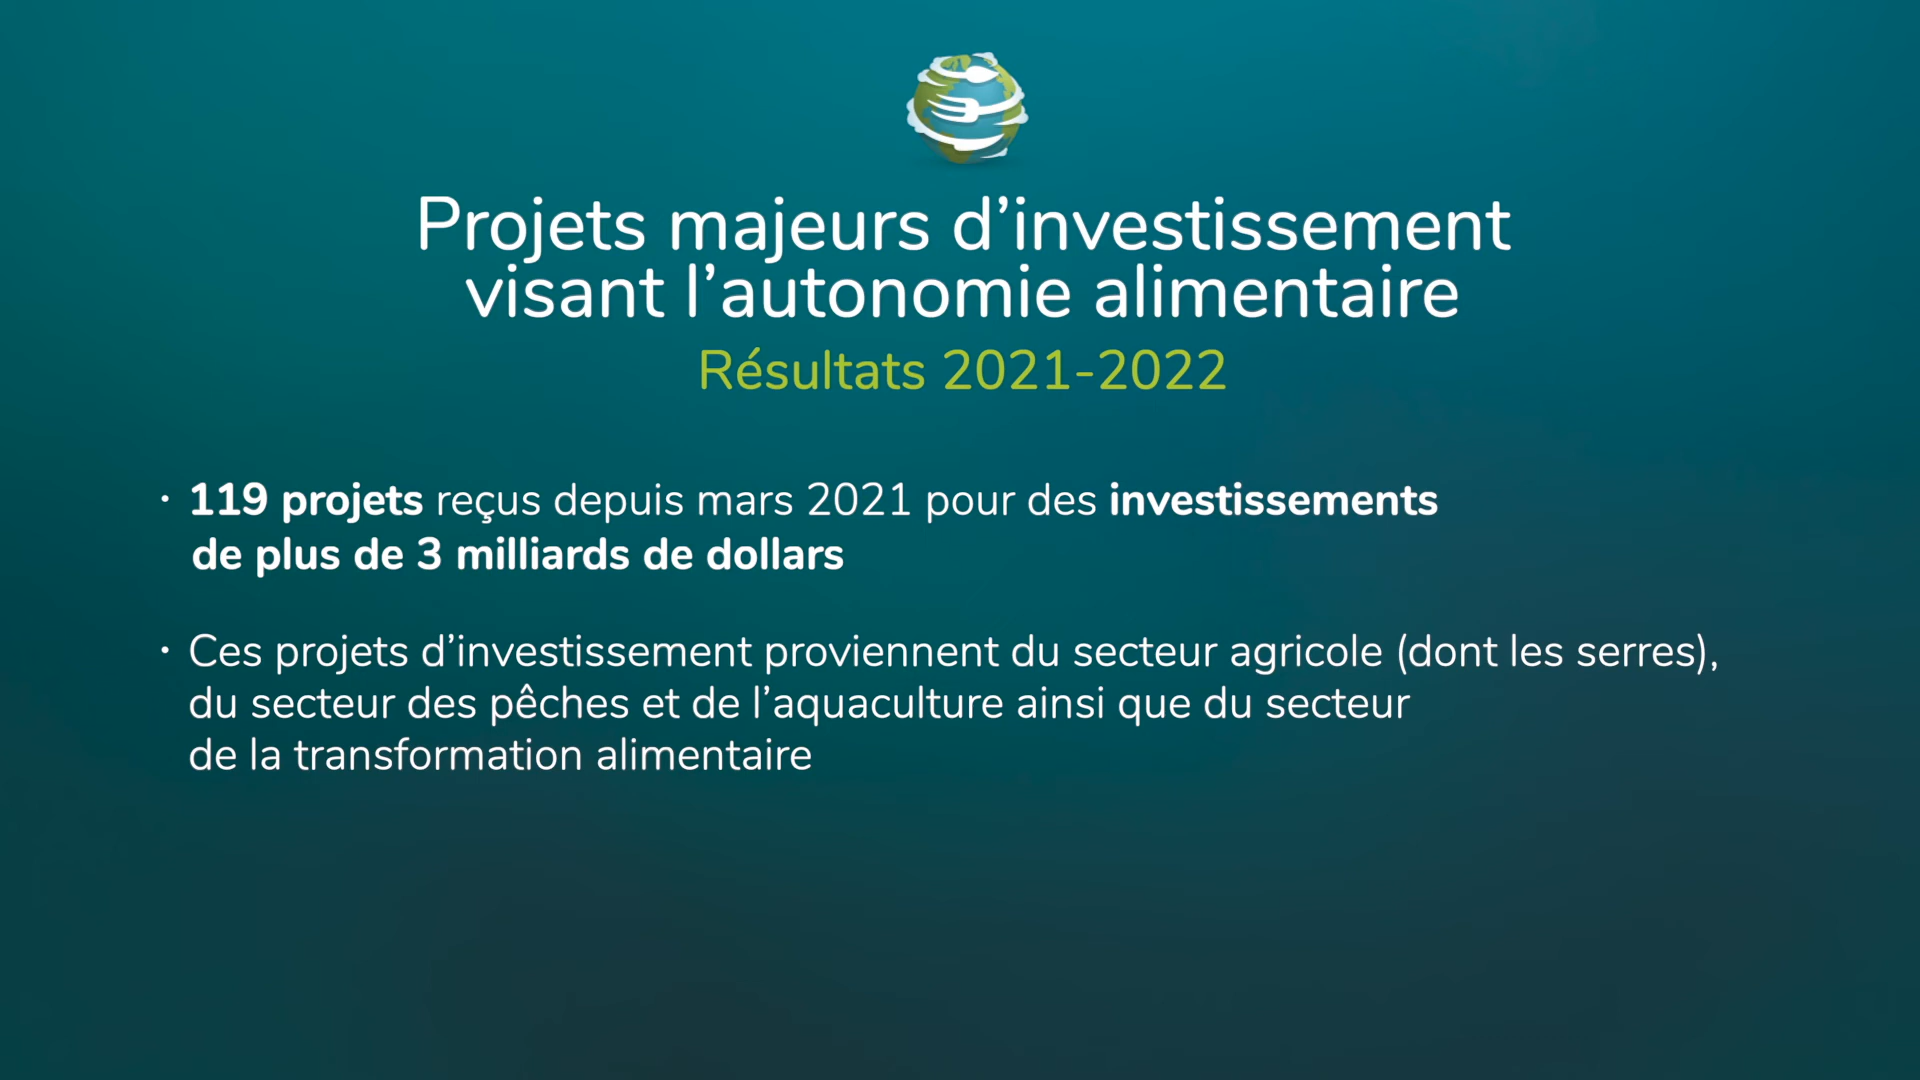 Projets majeurs d’investissement
visant l’autonomie alimentaire
Résultats 2021-2022
· 119 projets reçus depuis mars 2021 pour des investissements
de plus de 3 milliards de dollars
· Ces projets d’investissement proviennent du secteur agricole (dont les serres),
du secteur des pêches et de l’aquaculture ainsi que du secteur
de la transformation alimentaire